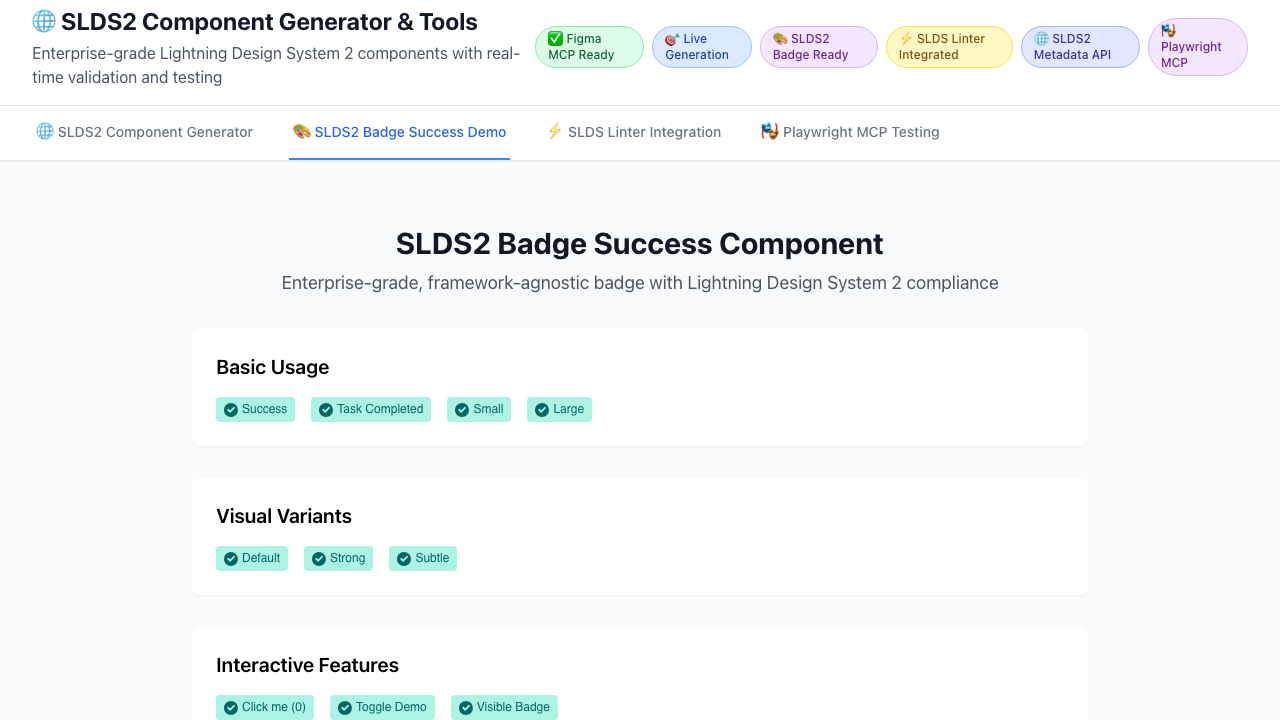 🌐 SLDS2 Component Generator & Tools
Enterprise-grade Lightning Design System 2 components with real-
time validation and testing
✅ Figma
MCP Ready
🎯 Live
Generation
🎨 SLDS2
Badge Ready
⚡ SLDS Linter
Integrated
🌐 SLDS2
Metadata API
🎭
Playwright
MCP
🌐 SLDS2 Component Generator
🎨 SLDS2 Badge Success Demo
⚡ SLDS Linter Integration
🎭 Playwright MCP Testing
SLDS2 Badge Success Component
Enterprise-grade, framework-agnostic badge with Lightning Design System 2 compliance
Basic Usage
Success
Task Completed
Small
Large
Visual Variants
Default
Strong
Subtle
Interactive Features
Click me (0)
Toggle Demo
Visible Badge